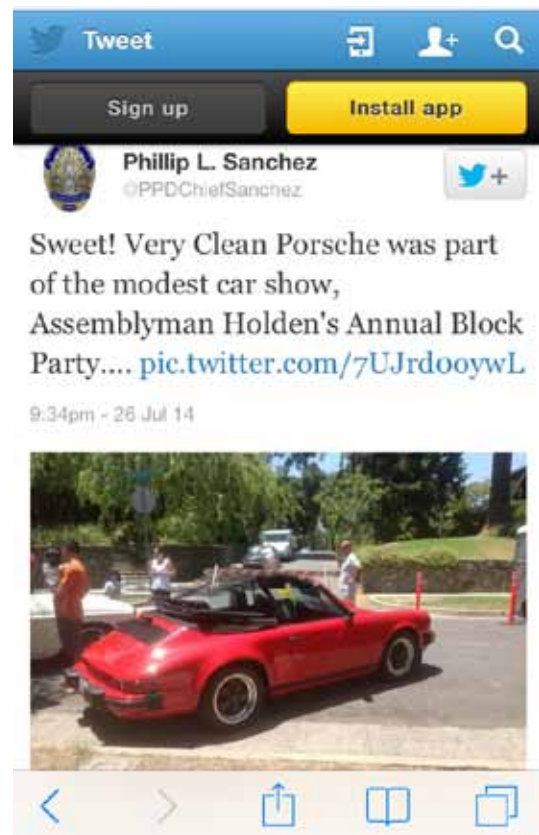 Tweet
Sign up
Install app
Phillip L. Sanchez
@PPDChiefSanchez
Sweet! Very Clean Porsche was part
of the modest car show,
Assemblyman Holden's Annual Block
Party.... pic.twitter.com/7UJrdooywL
9:34pm - 26 Jul 14